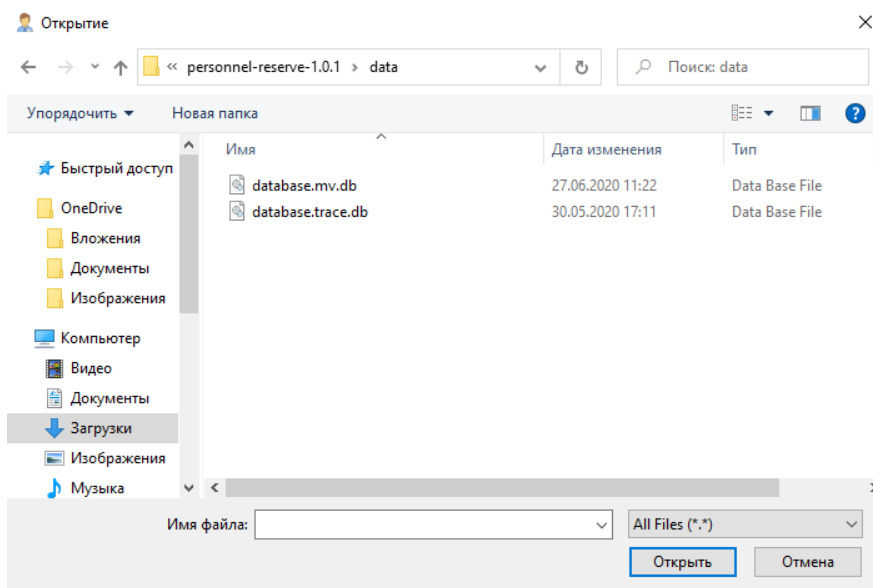 Открытие
« personnel-reserve-1.0.1 › data
Поиск: data
Упорядочить
Новая папка
Имя
Дата изменения
Тип
database.mv.db 27.06.2020 11:22 Data Base File
database.trace.db 30.05.2020 17:11 Data Base File
Быстрый доступ
OneDrive
Вложения
Документы
Изображения
Компьютер
Видео
Документы
Загрузки
Изображения
Музыка
Имя файла:
All Files (*.*)
Открыть
Отмена